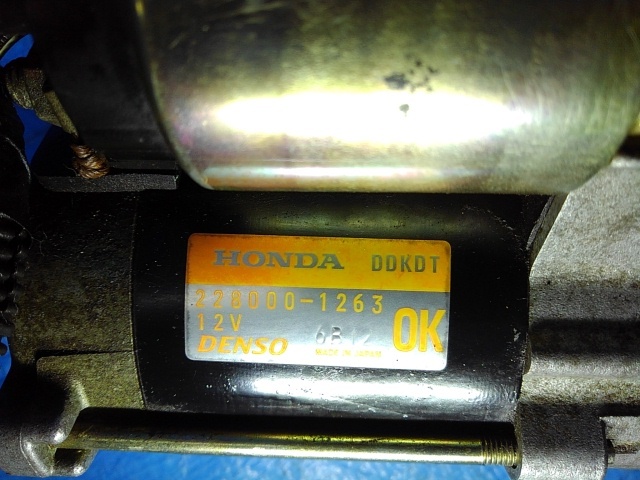 HONDA DDKDT
228000-1263
12V 6B12 OK
DENSO MADE IN JAPAN